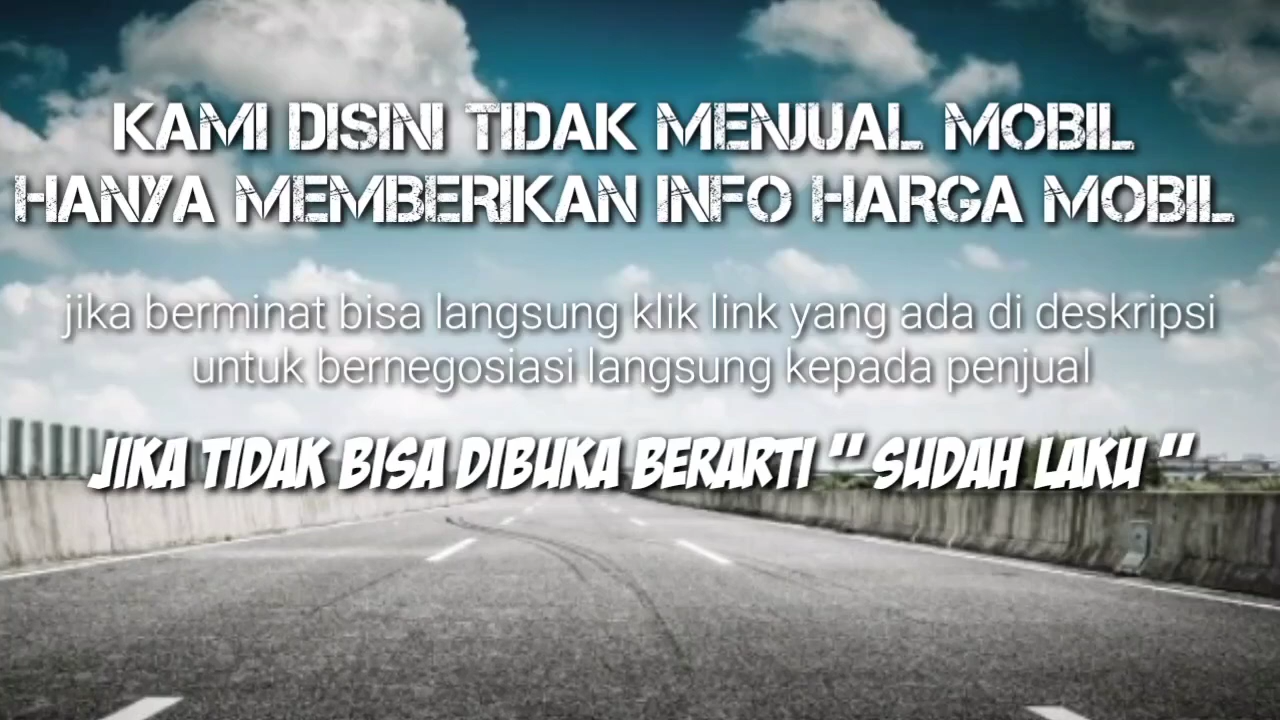 KAMI DISINI TIDAK MENJUAL MOBIL
HANYA MEMBERIKAN INFO HARGA MOBIL
jika berminat bisa langsung klik link yang ada di deskripsi
untuk bernegosiasi langsung kepada penjual
JIKA TIDAK BISA DIBUKA BERARTI " SUDAH LAKU "